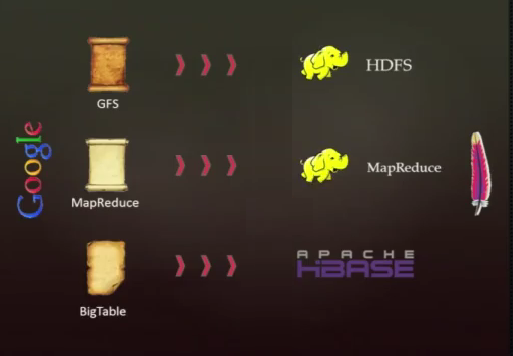 Google
GFS
HDFS
MapReduce
MapReduce
BigTable
APACHE
HBASE